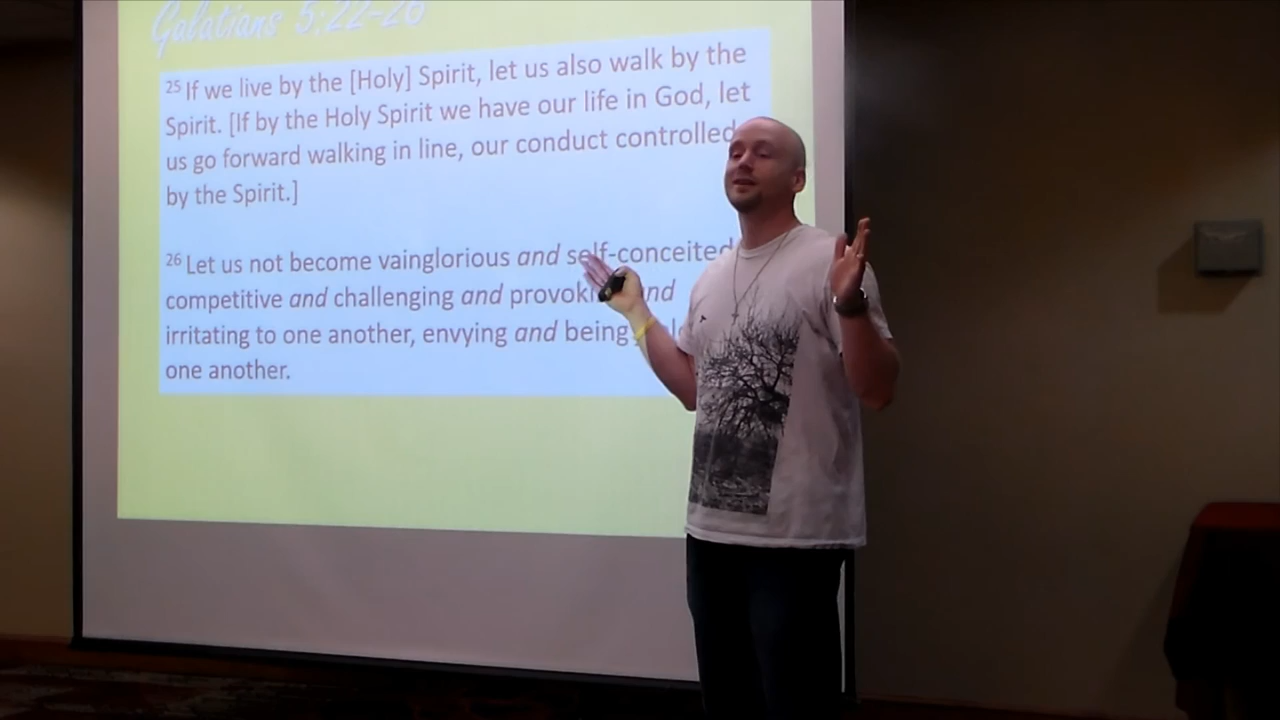 Galatians 5:22-26
25 If we live by the [Holy] Spirit, let us also walk by the
Spirit. [If by the Holy Spirit we have our life in God, let
us go forward walking in line, our conduct controlled
by the Spirit.]
26 Let us not become vainglorious and self-conceited
competitive and challenging and provoki and
irritating to one another, envying and being
one another.